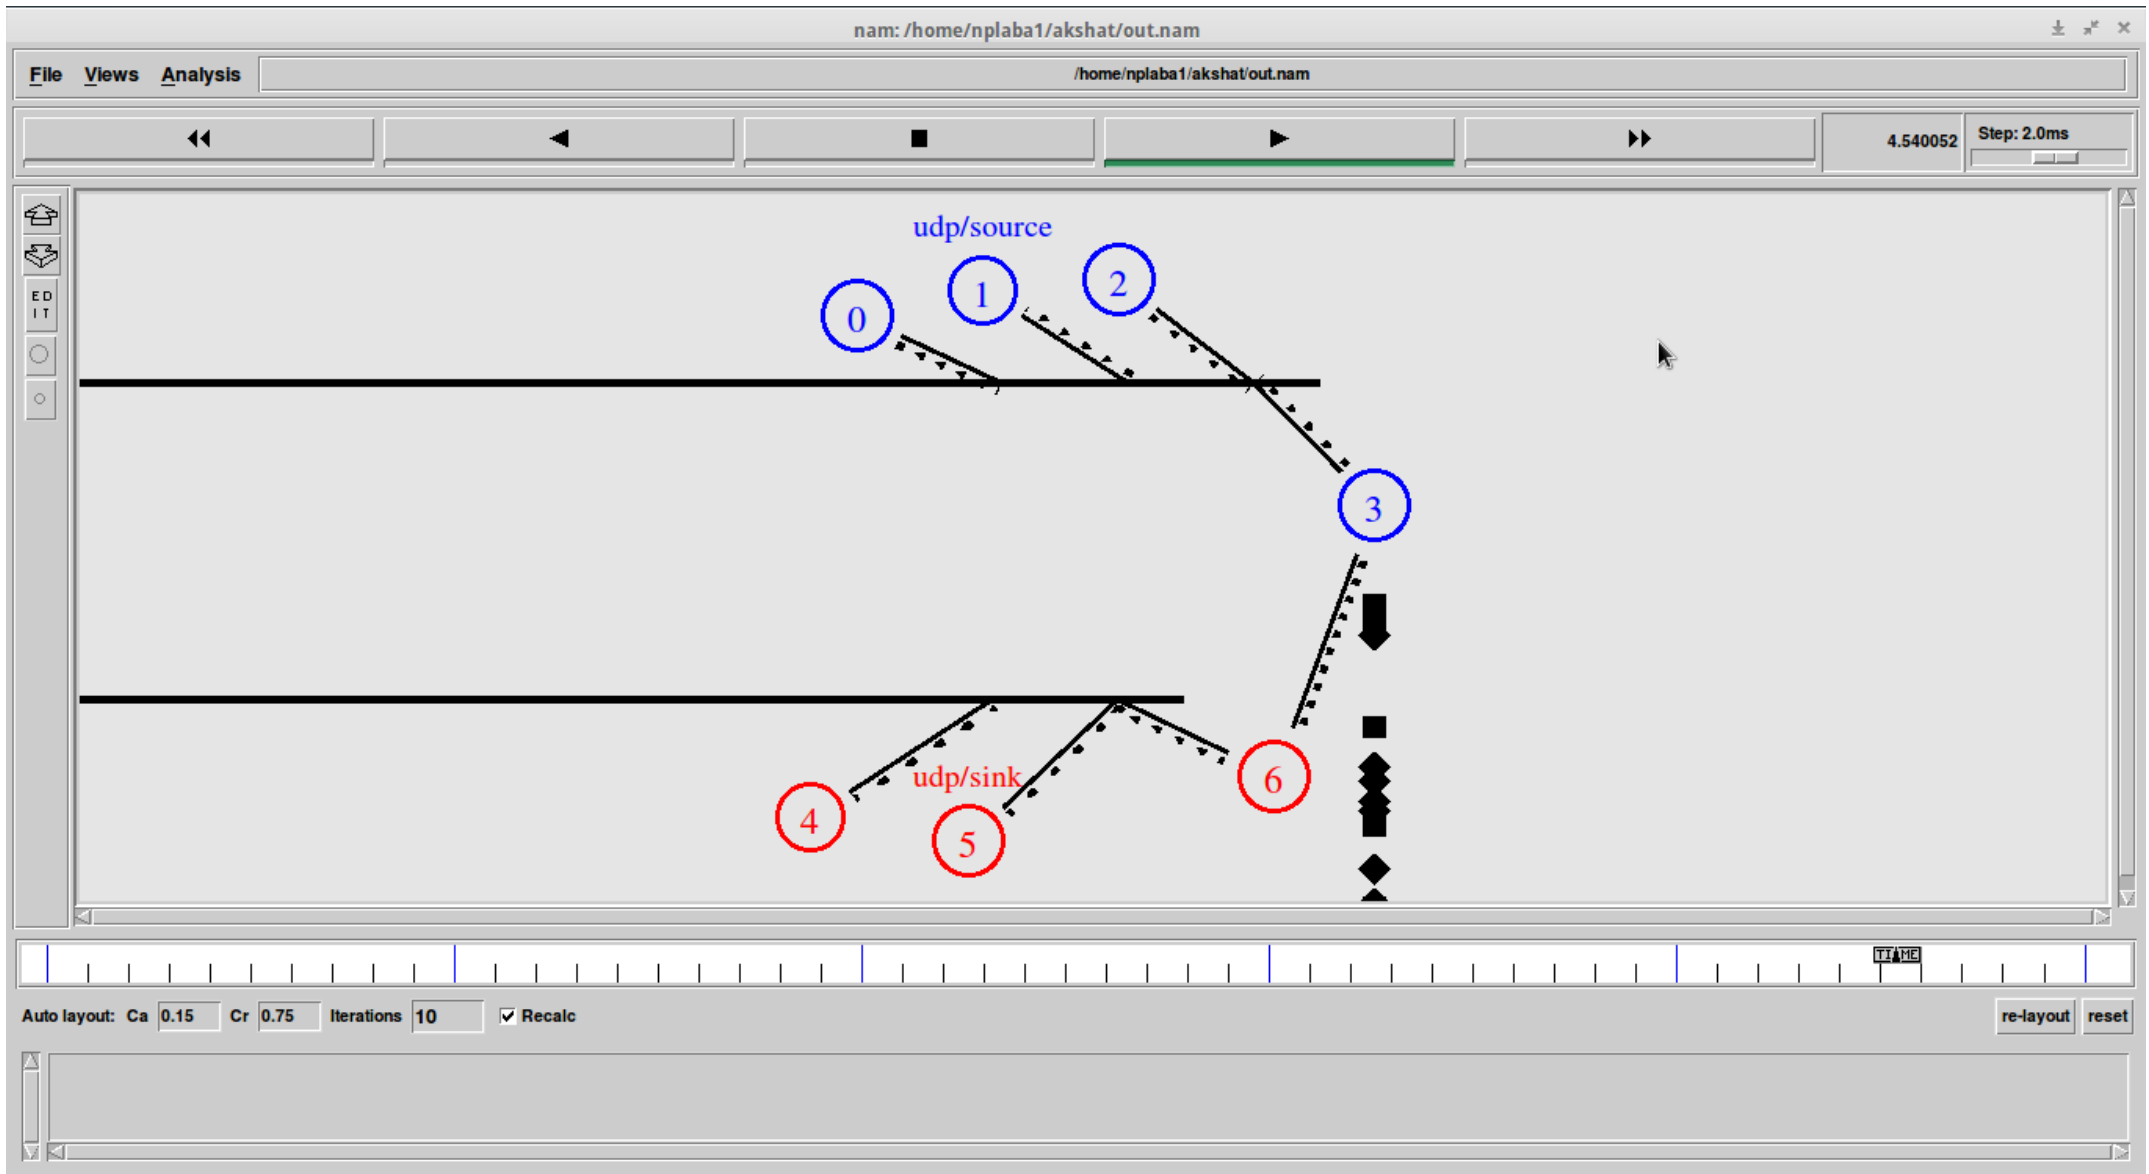 nam: /home/nplaba1/akshat/out.nam
File Views Analysis /home/nplaba1/akshat/out.nam
4.540052 Step: 2.0ms
ED
IT
udp/source
0 1 2
3
udp/sink
4 5 6
TIME
Auto layout: Ca 0.15 Cr 0.75 Iterations 10 Recalc re-layout reset